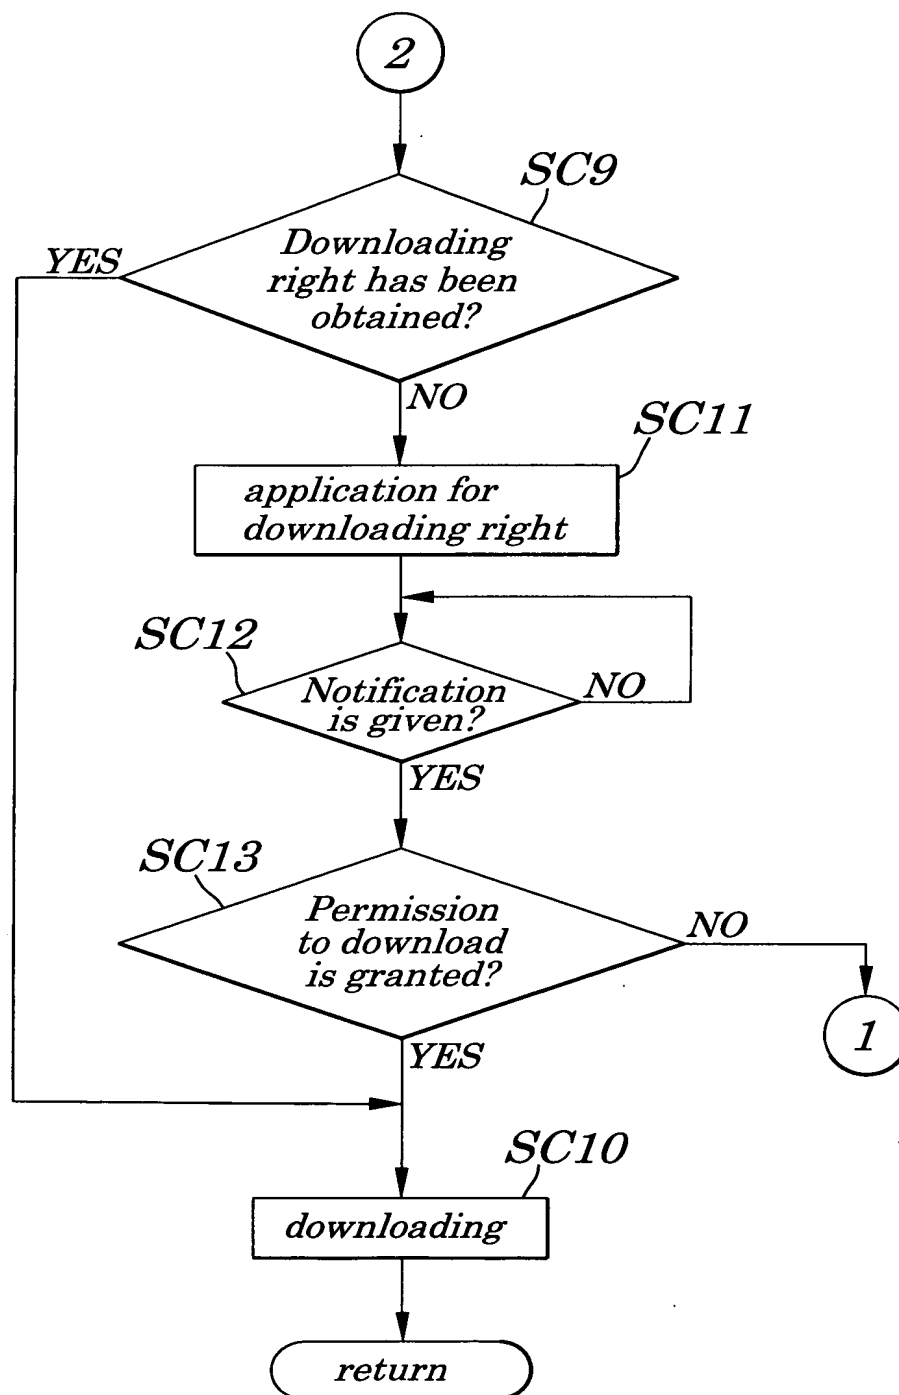 2
SC9
YES
Downloading
right has been
obtained?
NO
SC11
application for
downloading right
SC12
Notification
is given?
NO
YES
SC13
Permission
to download
is granted?
NO
1
YES
SC10
downloading
return